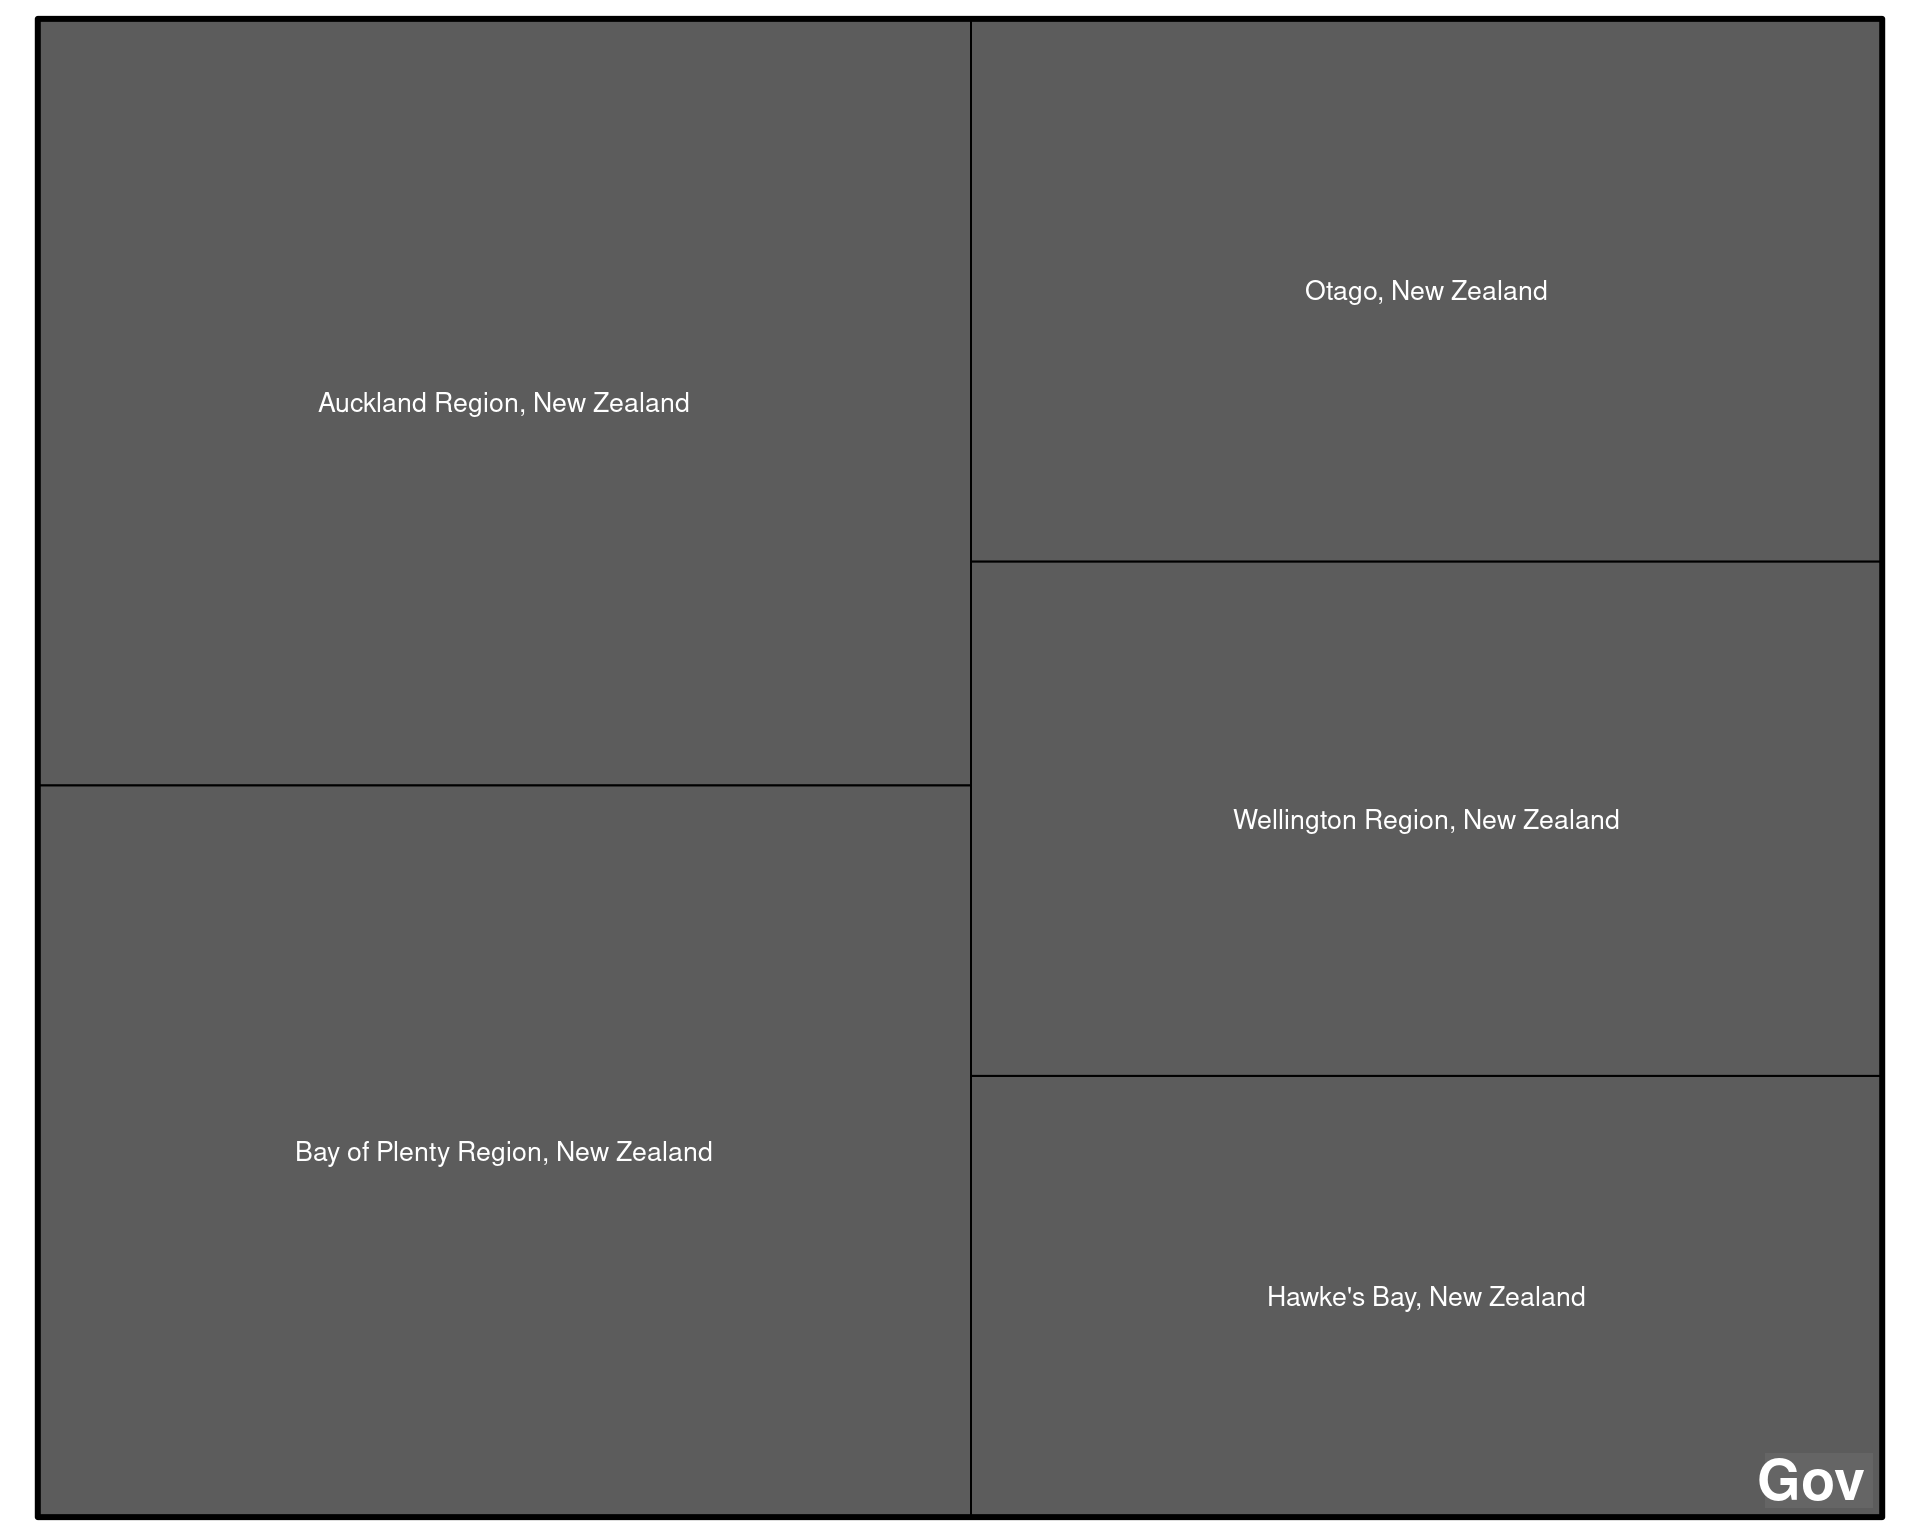 Auckland Region, New Zealand
Bay of Plenty Region, New Zealand
Otago, New Zealand
Wellington Region, New Zealand
Hawke's Bay, New Zealand
Gov